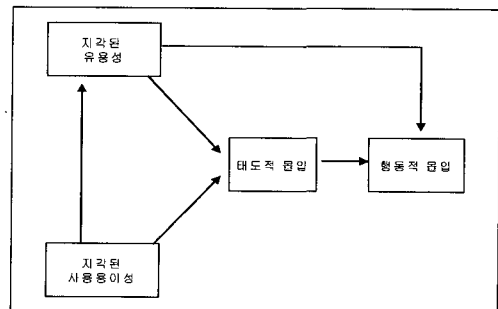 지각된
유용성
태도적 몰입
행동적 몰입
지각된
사용용이성